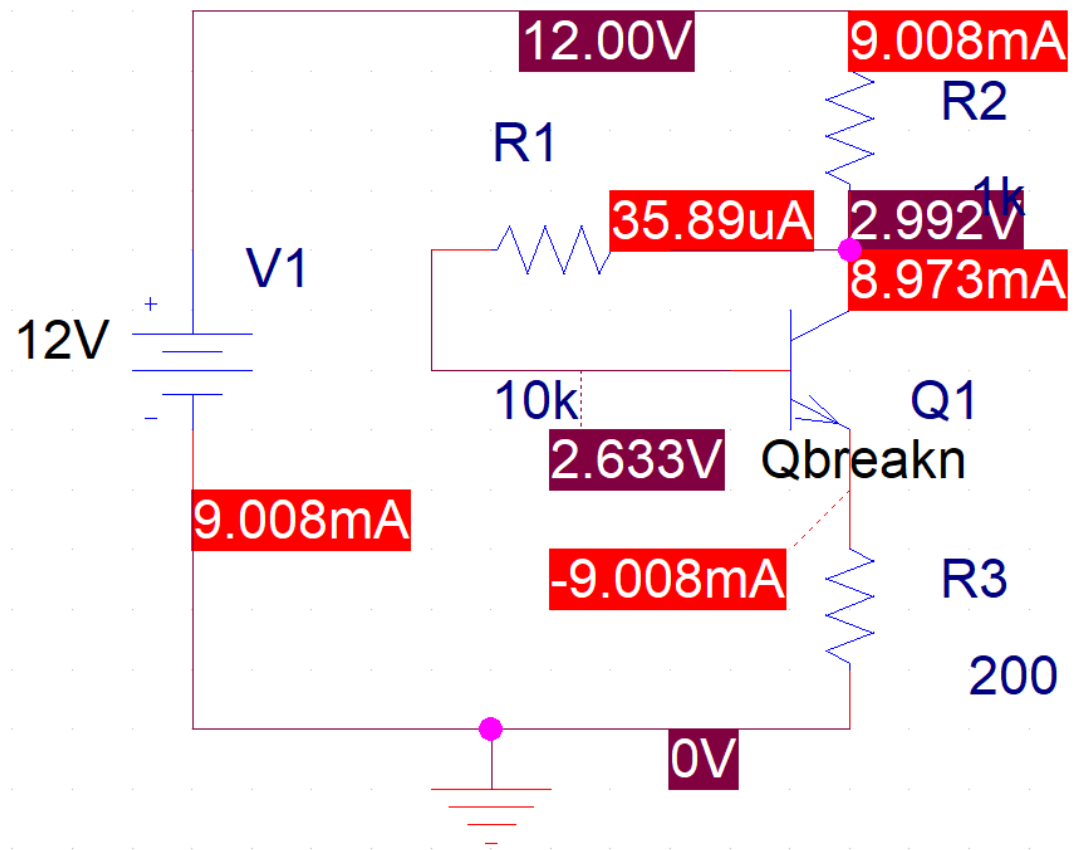 12.00V
9.008mA
R2
R1
1k
35.89uA
2.992V
V1
8.973mA
+
12V
10k
Q1
-
2.633V
Qbreakn
9.008mA
-9.008mA
R3
200
0V